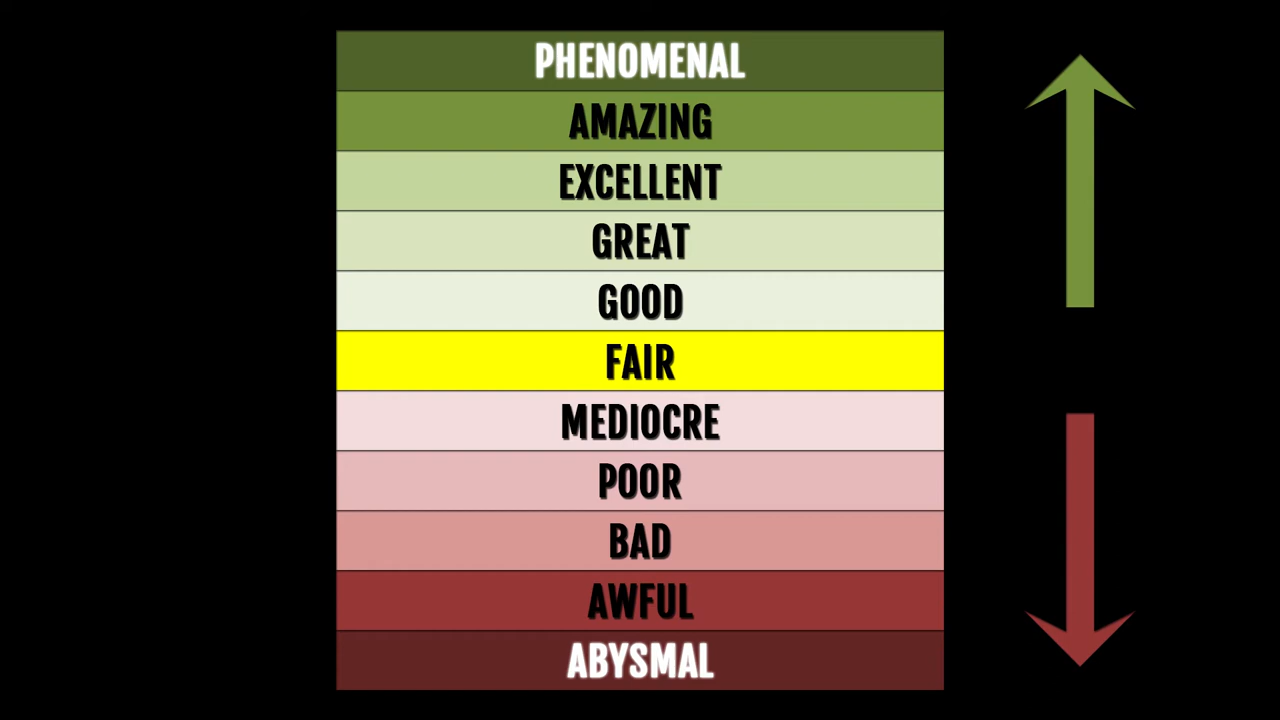 PHENOMENAL
AMAZING
EXCELLENT
GREAT
GOOD
FAIR
MEDIOCRE
POOR
BAD
AWFUL
ABYSMAL